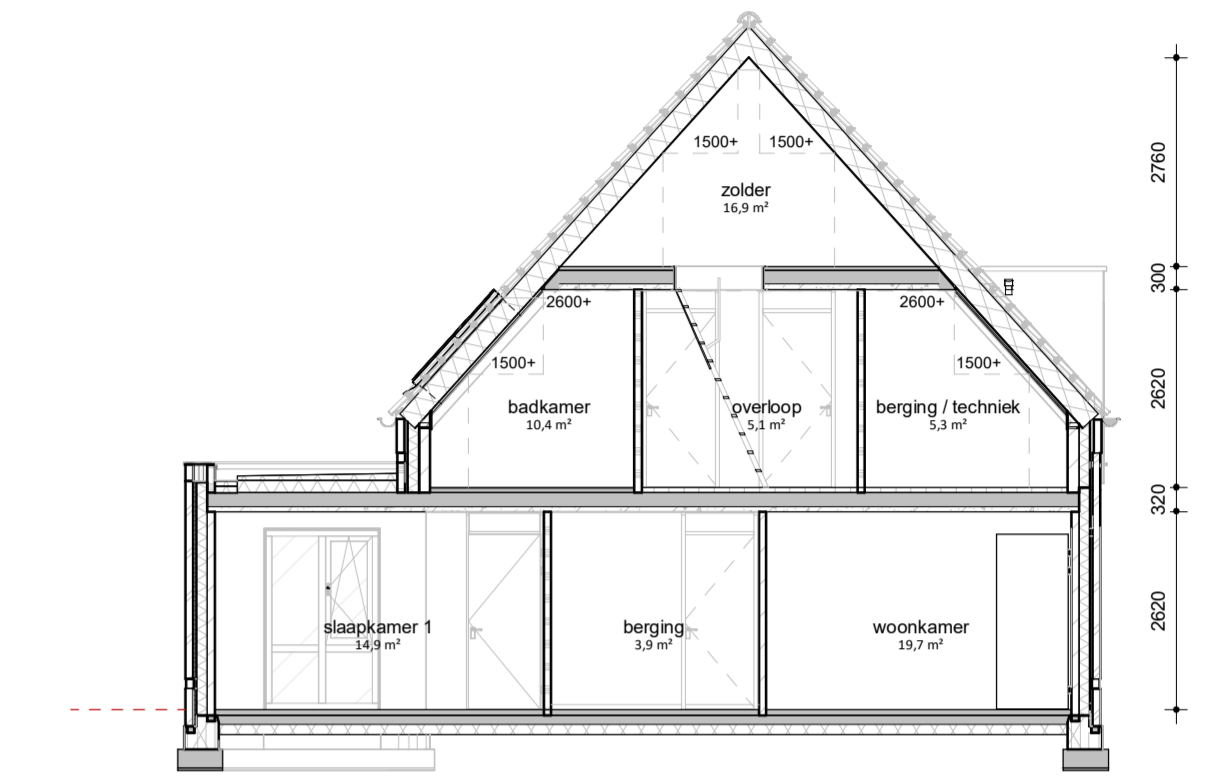 1500+ 1500+
2760
zolder
16,9 m²
300
2600+ 2600+
1500+ 1500+
2620
badkamer overloop berging / techniek
10,4 m² 5,1 m² 5,3 m²
320
2620
slaapkamer 1 berging woonkamer
14,9 m² 3,9 m² 19,7 m²